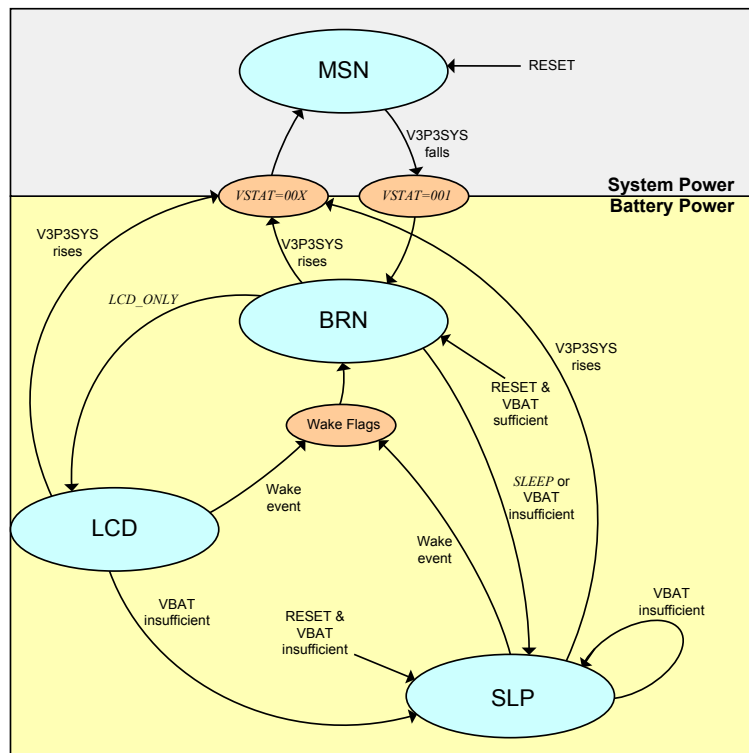 MSN
RESET
V3P3SYS
falls
VSTAT=00X
VSTAT=001
System Power
Battery Power
V3P3SYS
rises
V3P3SYS
rises
LCD_ONLY
BRN
V3P3SYS
rises
RESET &
VBAT
sufficient
Wake Flags
SLEEP or
VBAT
insufficient
Wake
event
LCD
Wake
event
VBAT
insufficient
VBAT
insufficient
RESET &
VBAT
insufficient
SLP